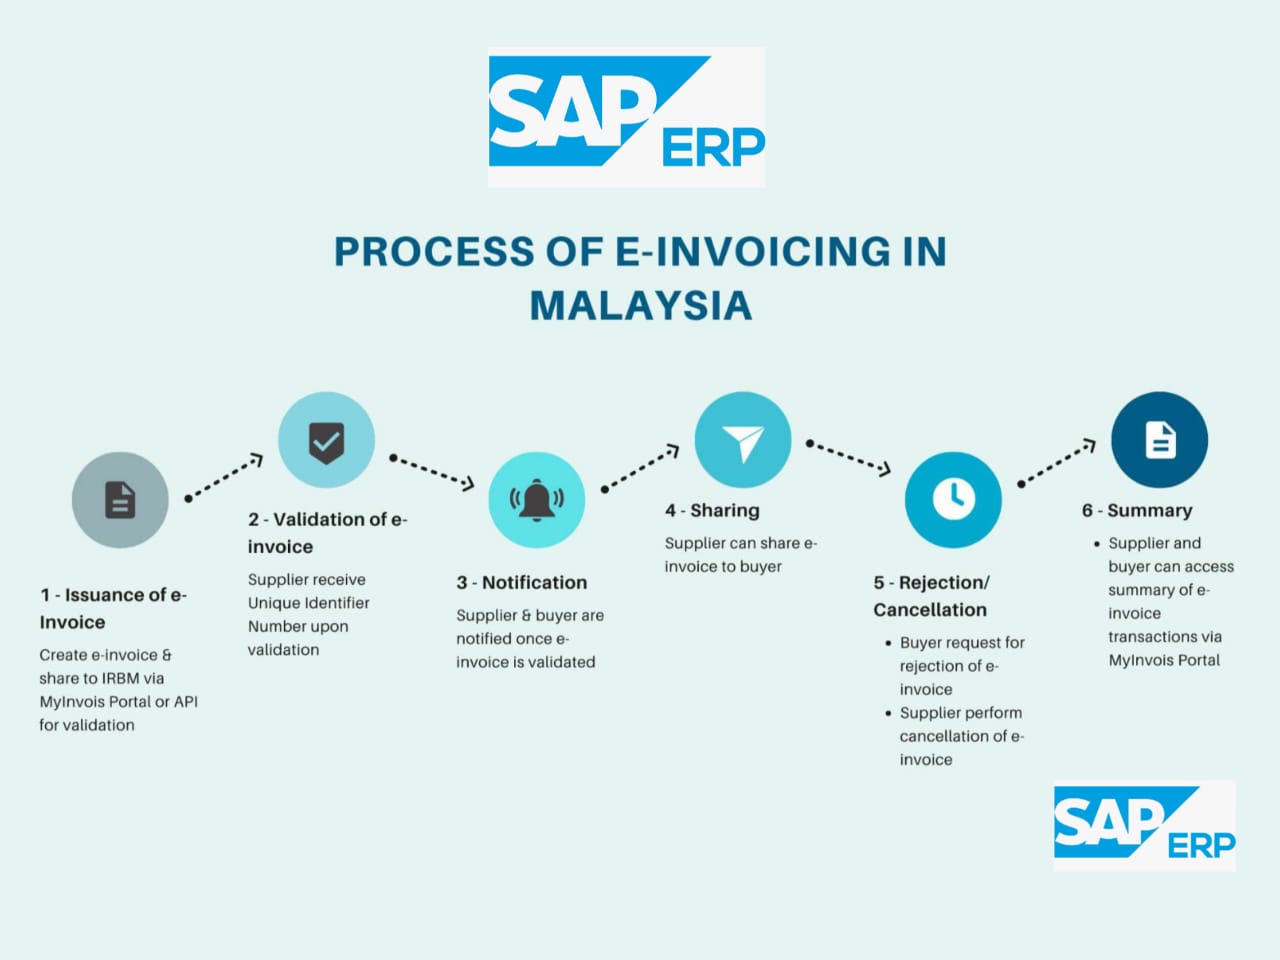 SAP
ERP
PROCESS OF E-INVOICING IN
MALAYSIA
1 - Issuance of e-
Invoice
Create e-invoice &
share to IRBM via
MyInvois Portal or API
for validation
2 - Validation of e-
invoice
Supplier receive
Unique Identifier
Number upon
validation
3 - Notification
Supplier & buyer are
notified once e-
invoice is validated
4 - Sharing
Supplier can share e-
invoice to buyer
5 - Rejection/
Cancellation
• Buyer request for
rejection of e-
invoice
• Supplier perform
cancellation of e-
invoice
6 - Summary
• Supplier and
buyer can access
summary of e-
invoice
transactions via
MyInvois Portal
SAP
ERP